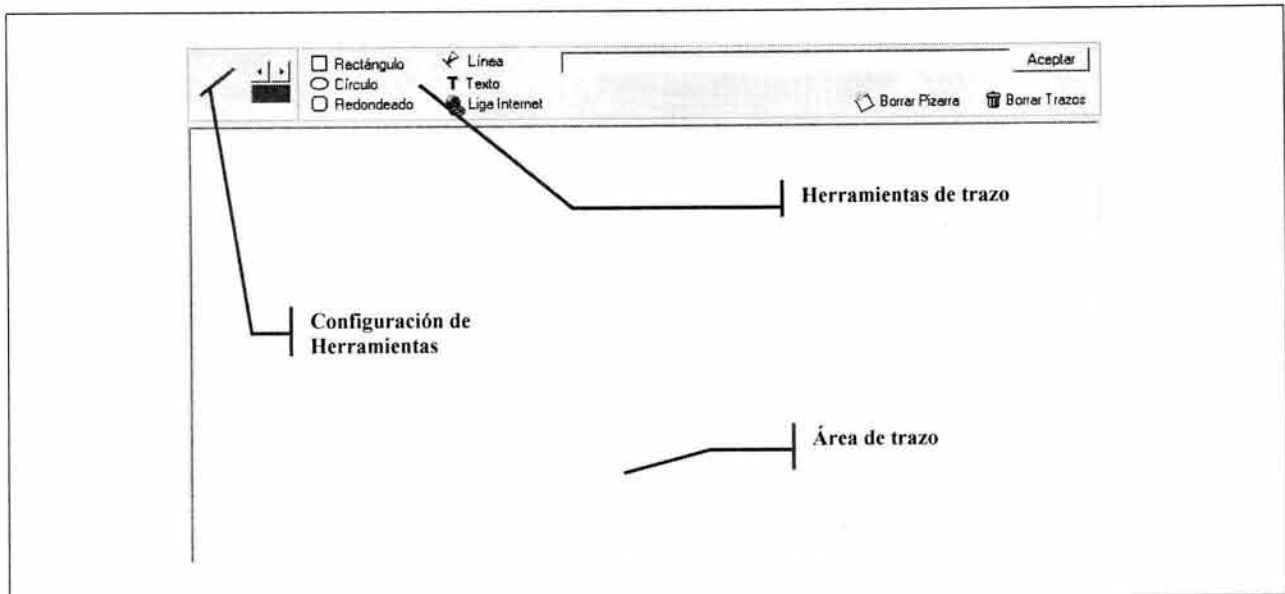 Rectángulo
Línea
Aceptar
Círculo
T Texto
Redondeado
Liga Internet
Borrar Pizarra
Borrar Trazos
Herramientas de trazo
Configuración de
Herramientas
Área de trazo